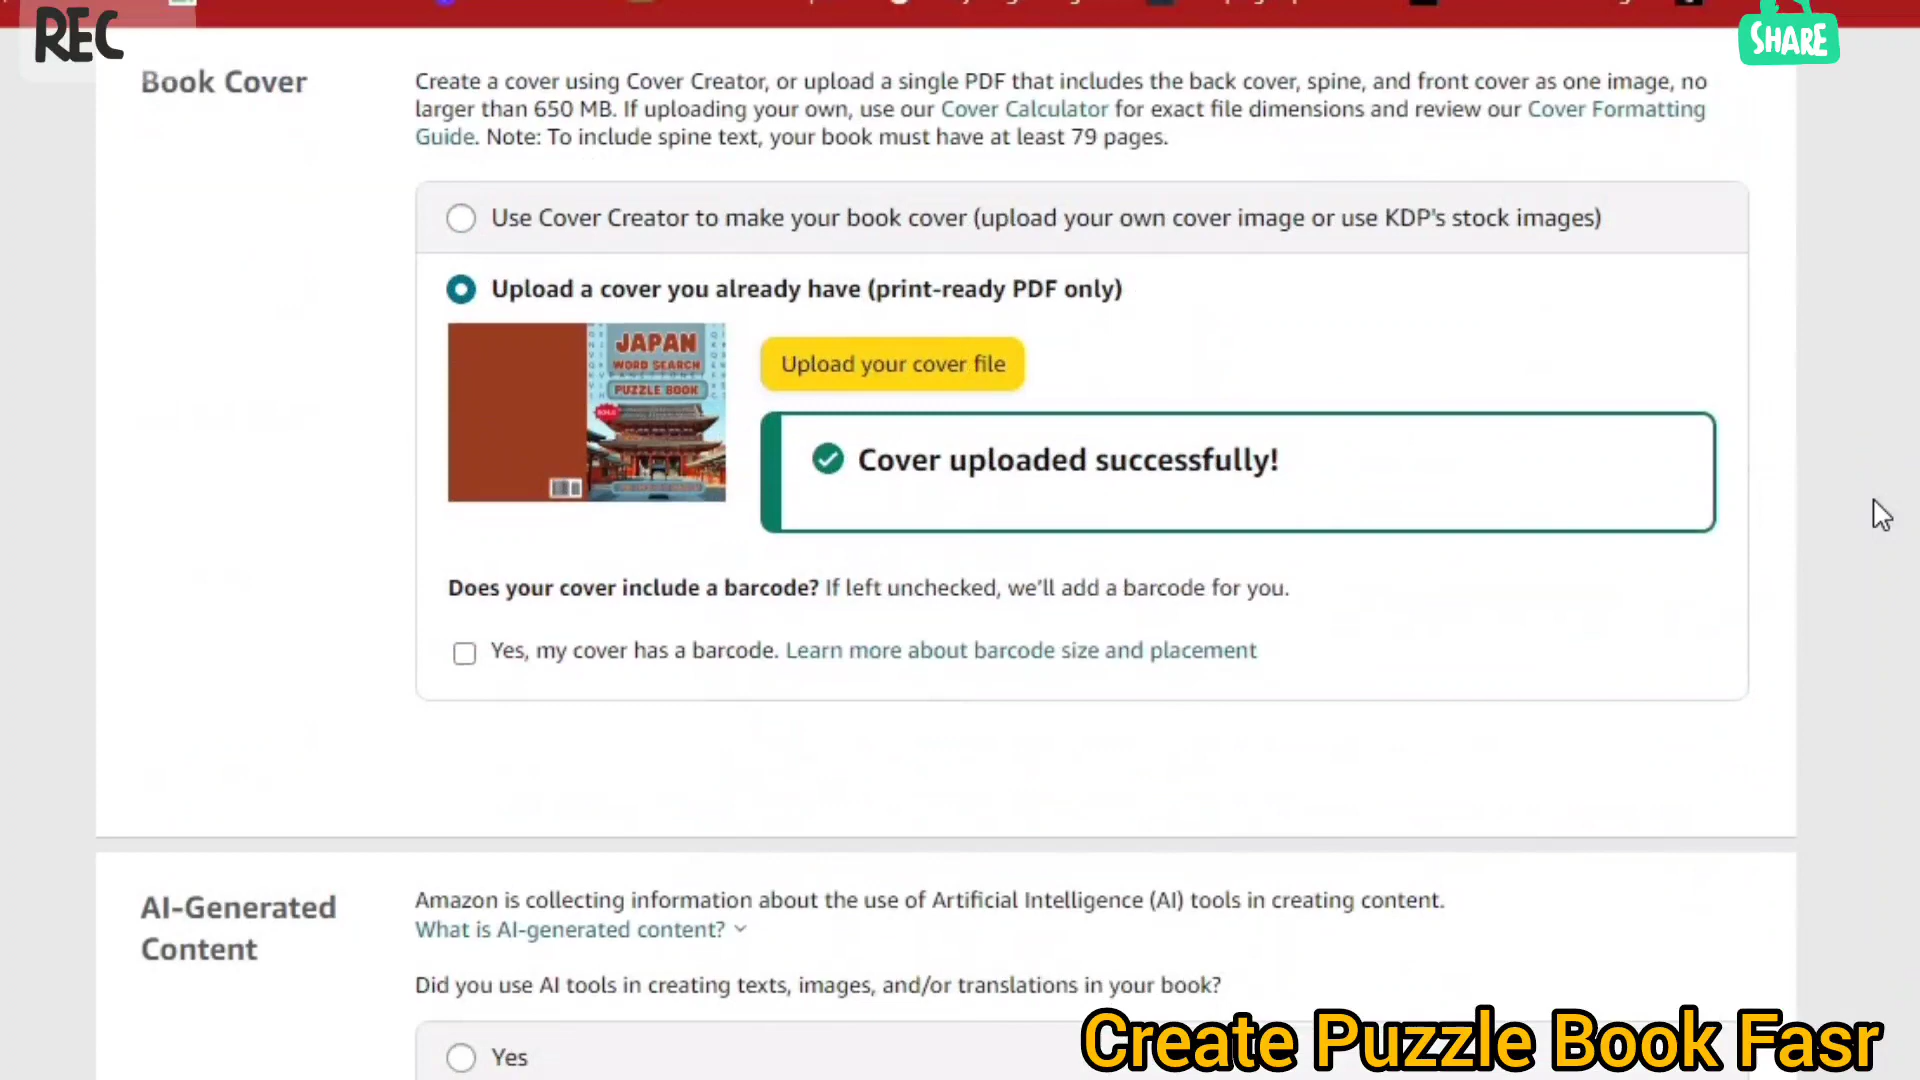 REC
SHARE
Book Cover
Create a cover using Cover Creator, or upload a single PDF that includes the back cover, spine, and front cover as one image, no
larger than 650 MB. If uploading your own, use our Cover Calculator for exact file dimensions and review our Cover Formatting
Guide. Note: To include spine text, your book must have at least 79 pages.
Use Cover Creator to make your book cover (upload your own cover image or use KDP's stock images)
Upload a cover you already have (print-ready PDF only)
JAPAN
WORD SEARCH
PUZZLE BOOK
Upload your cover file
Cover uploaded successfully!
Does your cover include a barcode? If left unchecked, we'll add a barcode for you.
Yes, my cover has a barcode. Learn more about barcode size and placement
AI-Generated
Content
Amazon is collecting information about the use of Artificial Intelligence (AI) tools in creating content.
What is AI-generated content?
Did you use AI tools in creating texts, images, and/or translations in your book?
Yes
Create Puzzle Book Fasr